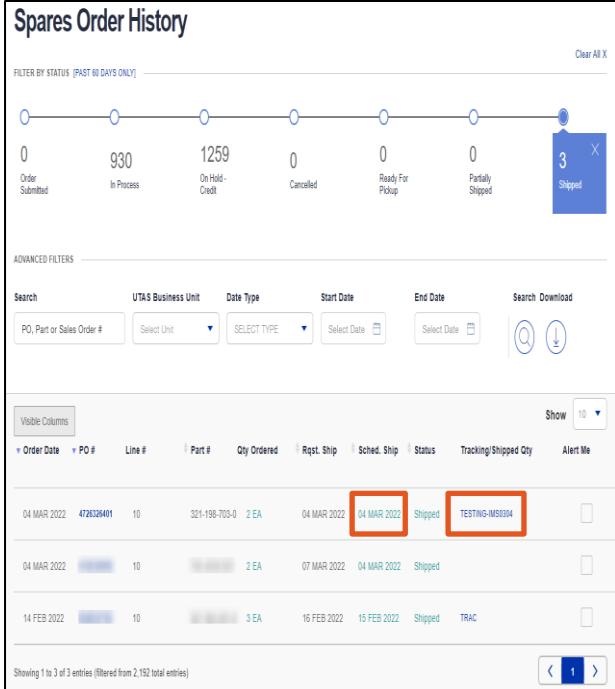 Spares Order History
Clear All X
FILTER BY STATUS [PAST 60 DAYS ONLY]
0 930 1259 0 0 0 3 X
Order Submitted In Process On Hold - Credit Cancelled Ready For Pickup Partially Shipped Shipped
ADVANCED FILTERS
Search UTAS Business Unit Date Type Start Date End Date Search Download
PO, Part or Sales Order # Select Unit SELECT TYPE Select Date Select Date
Visible Columns Show 10
Order Date PO # Line # Part # Qty Ordered Rqst. Ship Sched. Ship Status Tracking/Shipped Qty Alert Me
04 MAR 2022 4726326401 10 321-198-703-0 2 EA 04 MAR 2022 04 MAR 2022 Shipped TESTING-IMS0304
04 MAR 2022 10 2 EA 07 MAR 2022 04 MAR 2022 Shipped
14 FEB 2022 10 3 EA 16 FEB 2022 15 FEB 2022 Shipped TRAC
Showing 1 to 3 of 3 entries (filtered from 2,192 total entries) < 1 >